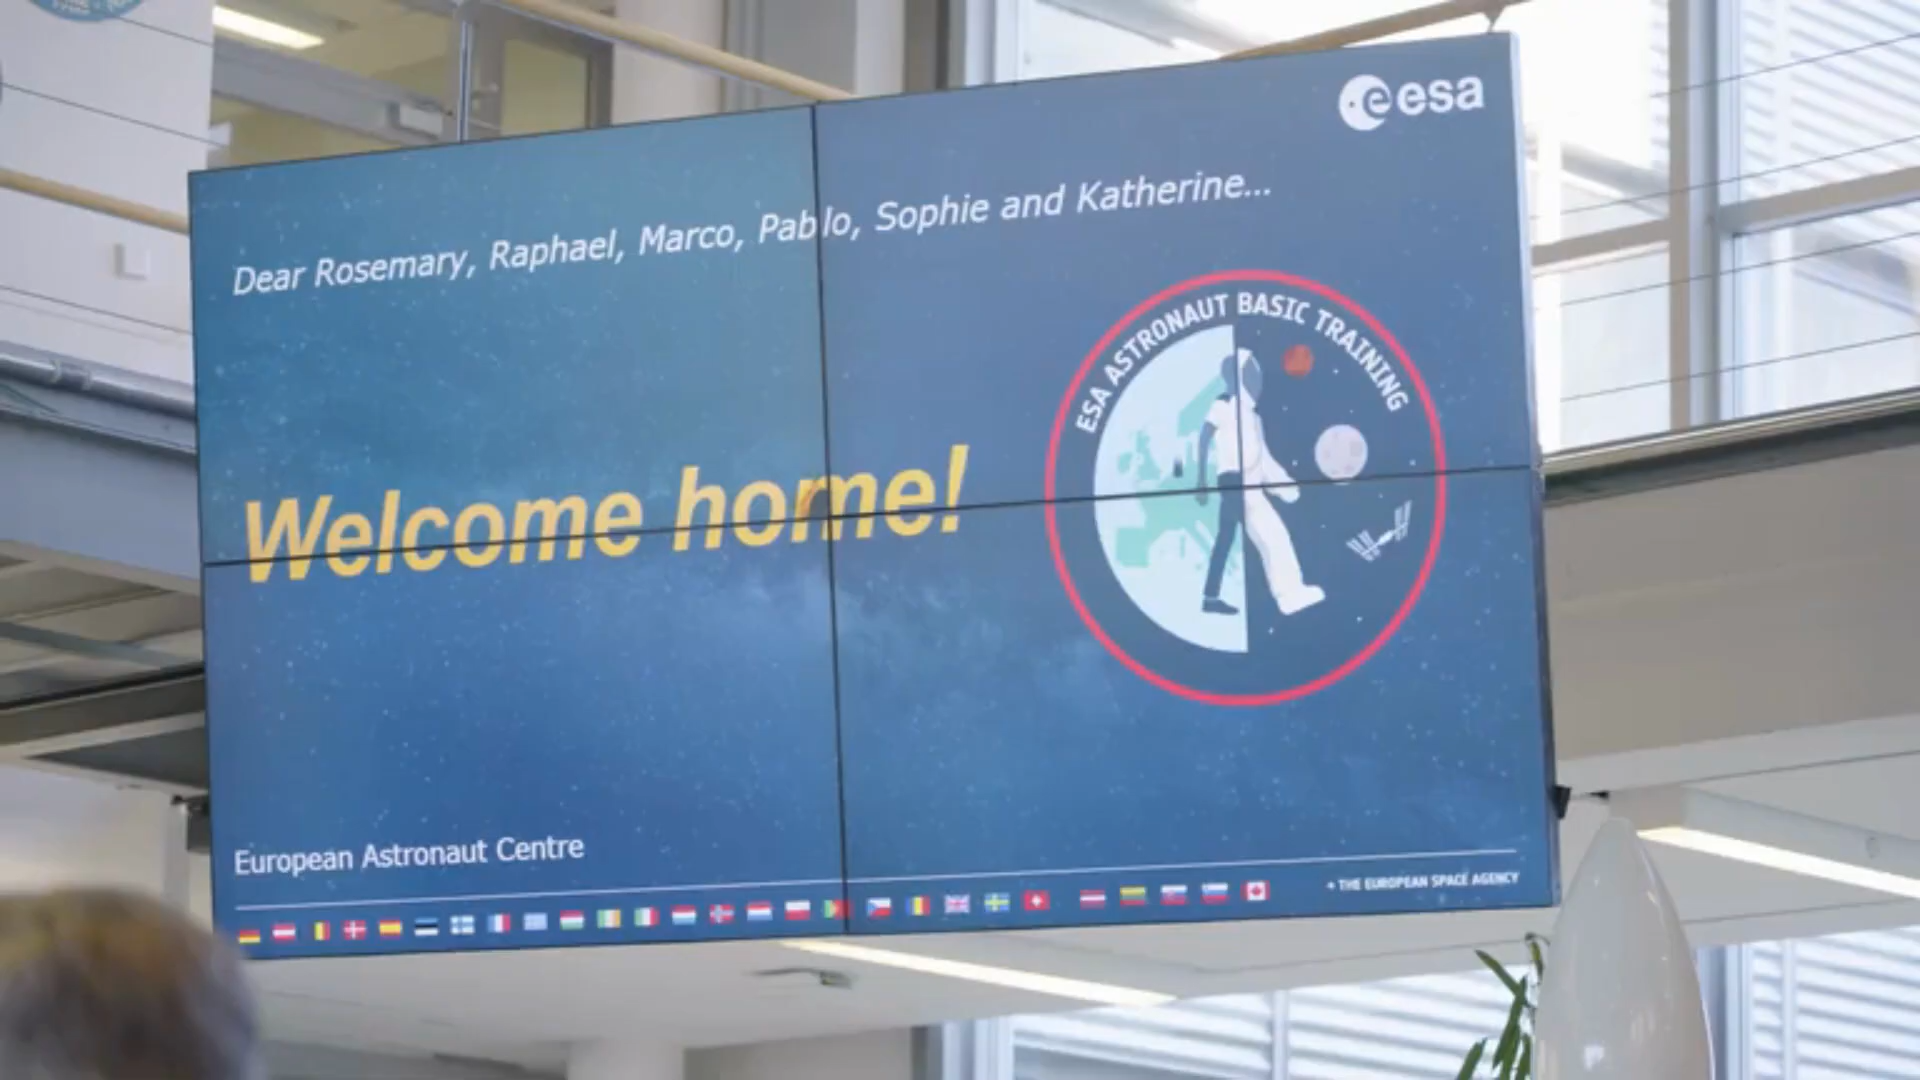 esa
Dear Rosemary, Raphael, Marco, Pablo, Sophie and Katherine...
ESA ASTRONAUT BASIC TRAINING
Welcome home!
European Astronaut Centre
→ THE EUROPEAN SPACE AGENCY